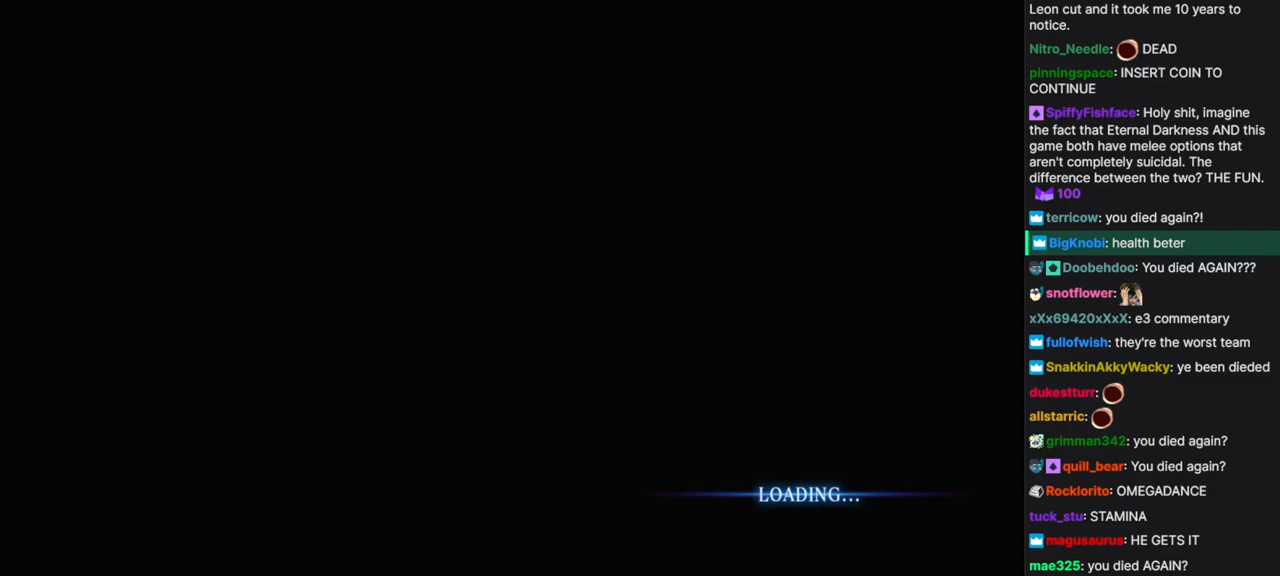 LOADING...
Leon cut and it took me 10 years to
notice.
Nitro_Needle: DEAD
pinningspace: INSERT COIN TO
CONTINUE
SpiffyFishface: Holy shit, imagine
the fact that Eternal Darkness AND this
game both have melee options that
aren't completely suicidal. The
difference between the two? THE FUN.
100
terricow: you died again?!
BigKnobi: health beter
Doobehdoo: You died AGAIN???
snotflower:
xXx69420xXxX: e3 commentary
fullofwish: they're the worst team
SnakkinAkkyWacky: ye been dieded
dukestturr:
allstarric:
grimman342: you died again?
quill_bear: You died again?
Rocklorito: OMEGADANCE
tuck_stu: STAMINA
magusaurus: HE GETS IT
mae325: you died AGAIN?